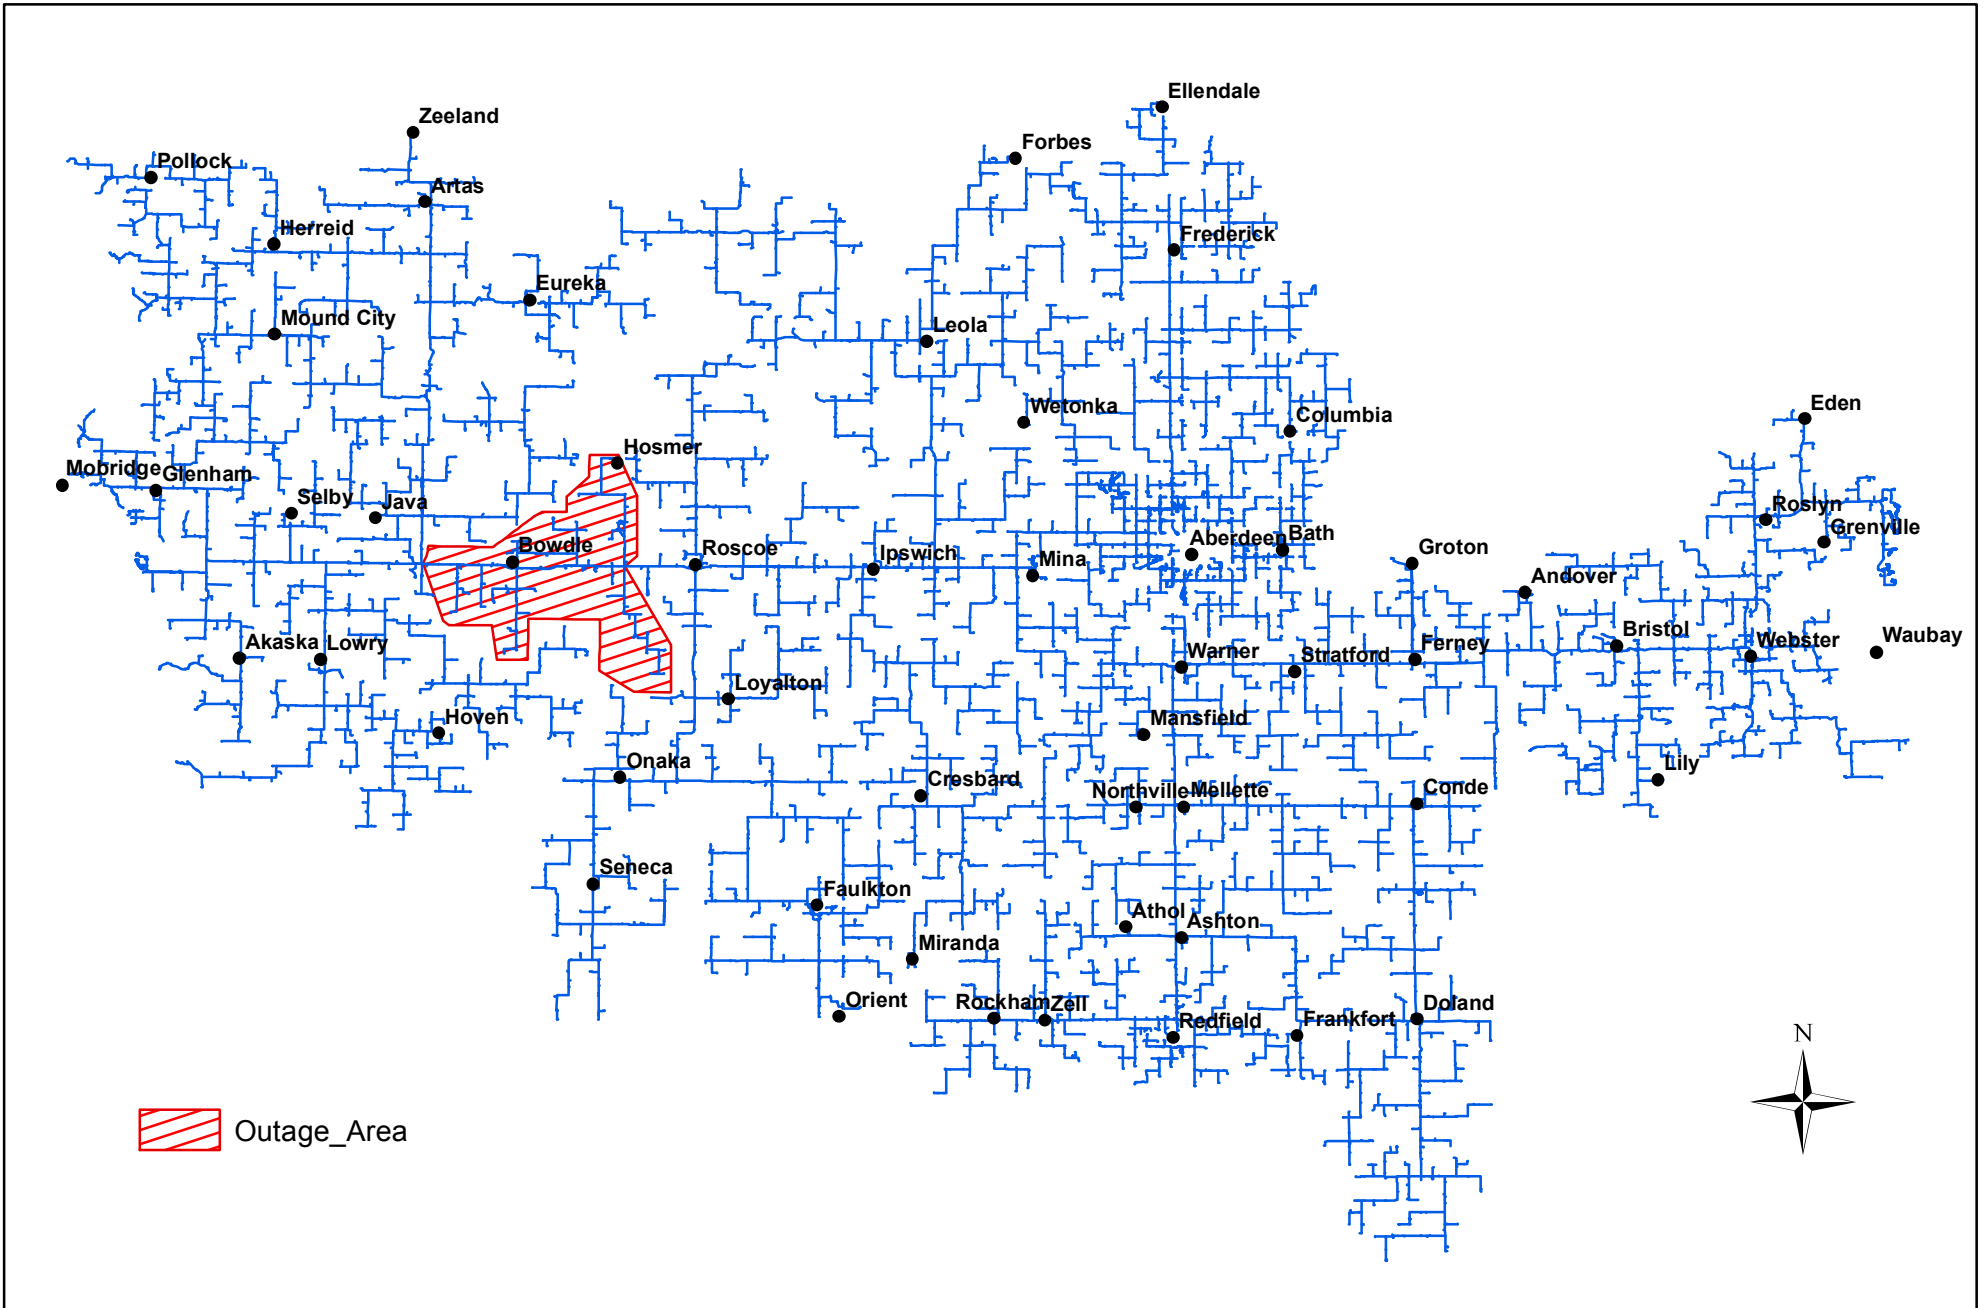 Ellendale
Zeeland
Forbes
Pollock
Artas
Herreid
Frederick
Eureka
Mound City
Leola
Eden
Wetonka
Columbia
Hosmer
Mobridge
Glenham
Selby
Java
Roslyn
Grenville
Bowdle
Roscoe
Ipswich
Mina
Aberdeen
Bath
Groton
Andover
Akaska
Lowry
Bristol
Webster
Waubay
Warner
Stratford
Ferney
Loyalton
Hoven
Mansfield
Onaka
Cresbard
Northville
Mellette
Conde
Lily
Seneca
Faulkton
Athol
Ashton
Miranda
Orient
Rockham
Zell
Redfield
Frankfort
Doland
N
Outage_Area